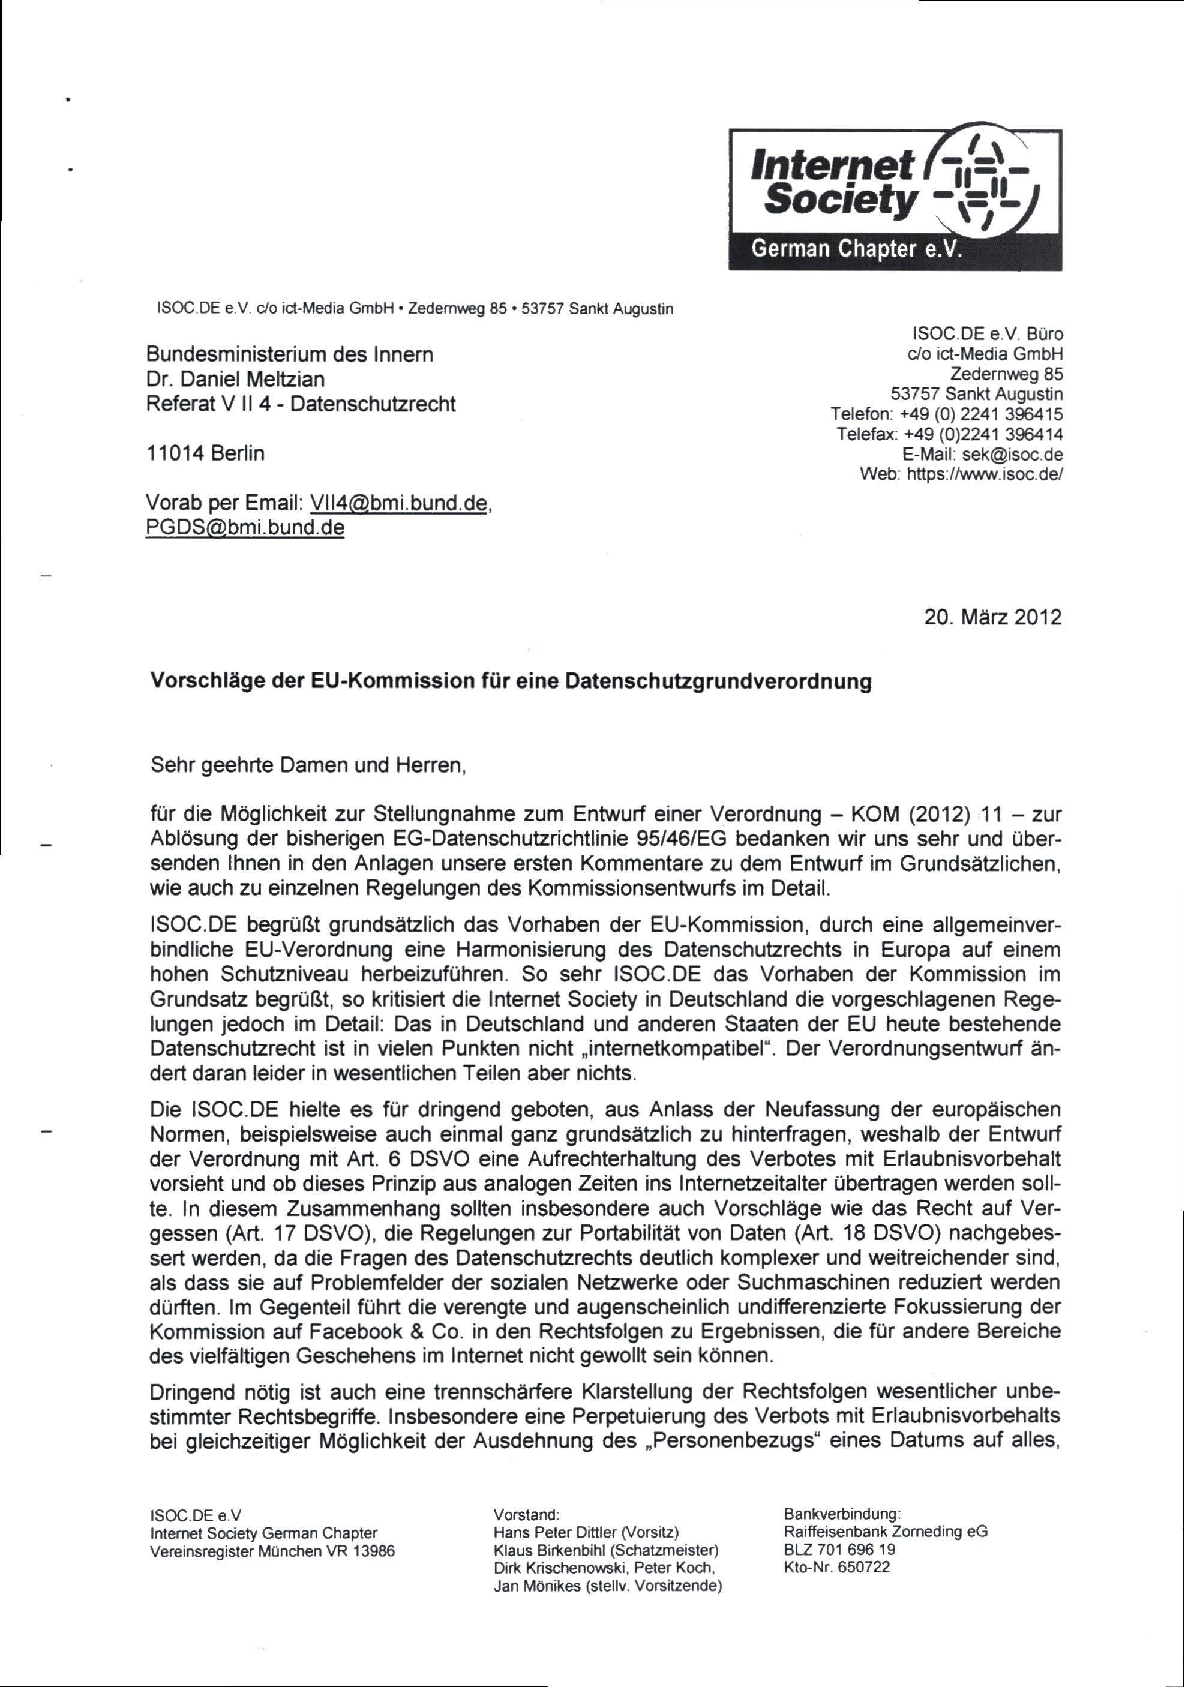 Internet
Society
German Chapter e.V.
ISOC.DE e.V. c/o ict-Media GmbH • Zedernweg 85 • 53757 Sankt Augustin
Bundesministerium des Innern
Dr. Daniel Meltzian
Referat V II 4 - Datenschutzrecht
11014 Berlin
Vorab per Email: VII4@bmi.bund.de,
PGDS@bmi.bund.de
ISOC.DE e.V. Büro
c/o ict-Media GmbH
Zedernweg 85
53757 Sankt Augustin
Telefon: +49 (0) 2241 396415
Telefax: +49 (0)2241 396414
E-Mail: sek@isoc.de
Web: https://www.isoc.de/
20. März 2012
Vorschläge der EU-Kommission für eine Datenschutzgrundverordnung
Sehr geehrte Damen und Herren,
für die Möglichkeit zur Stellungnahme zum Entwurf einer Verordnung – KOM (2012) 11 – zur
Ablösung der bisherigen EG-Datenschutzrichtlinie 95/46/EG bedanken wir uns sehr und über-
senden Ihnen in den Anlagen unsere ersten Kommentare zu dem Entwurf im Grundsätzlichen,
wie auch zu einzelnen Regelungen des Kommissionsentwurfs im Detail.
ISOC.DE begrüßt grundsätzlich das Vorhaben der EU-Kommission, durch eine allgemeinver-
bindliche EU-Verordnung eine Harmonisierung des Datenschutzrechts in Europa auf einem
hohen Schutzniveau herbeizuführen. So sehr ISOC.DE das Vorhaben der Kommission im
Grundsatz begrüßt, so kritisiert die Internet Society in Deutschland die vorgeschlagenen Rege-
lungen jedoch im Detail: Das in Deutschland und anderen Staaten der EU heute bestehende
Datenschutzrecht ist in vielen Punkten nicht „internetkompatibel“. Der Verordnungsentwurf än-
dert daran leider in wesentlichen Teilen aber nichts.
Die ISOC.DE hielte es für dringend geboten, aus Anlass der Neufassung der europäischen
Normen, beispielsweise auch einmal ganz grundsätzlich zu hinterfragen, weshalb der Entwurf
der Verordnung mit Art. 6 DSVO eine Aufrechterhaltung des Verbotes mit Erlaubnisvorbehalt
vorsieht und ob dieses Prinzip aus analogen Zeiten ins Internetzeitalter übertragen werden soll-
te. In diesem Zusammenhang sollten insbesondere auch Vorschläge wie das Recht auf Ver-
gessen (Art. 17 DSVO), die Regelungen zur Portabilität von Daten (Art. 18 DSVO) nachgebes-
sert werden, da die Fragen des Datenschutzrechts deutlich komplexer und weitreichender sind,
als dass sie auf Problemfelder der sozialen Netzwerke oder Suchmaschinen reduziert werden
dürften. Im Gegenteil führt die verengte und augenscheinlich undifferenzierte Fokussierung der
Kommission auf Facebook & Co. in den Rechtsfolgen zu Ergebnissen, die für andere Bereiche
des vielfältigen Geschehens im Internet nicht gewollt sein können.
Dringend nötig ist auch eine trennschärfere Klarstellung der Rechtsfolgen wesentlicher unbe-
stimmter Rechtsbegriffe. Insbesondere eine Perpetuierung des Verbots mit Erlaubnisvorbehalts
bei gleichzeitiger Möglichkeit der Ausdehnung des „Personenbezugs“ eines Datums auf alles,
ISOC.DE e.V
Internet Society German Chapter
Vereinsregister München VR 13986
Vorstand:
Hans Peter Dittler (Vorsitz)
Klaus Birkenbihl (Schatzmeister)
Dirk Krischenowski, Peter Koch,
Jan Mönikes (stellv. Vorsitzende)
Bankverbindung:
Raiffeisenbank Zorneding eG
BLZ 701 696 19
Kto-Nr. 650722